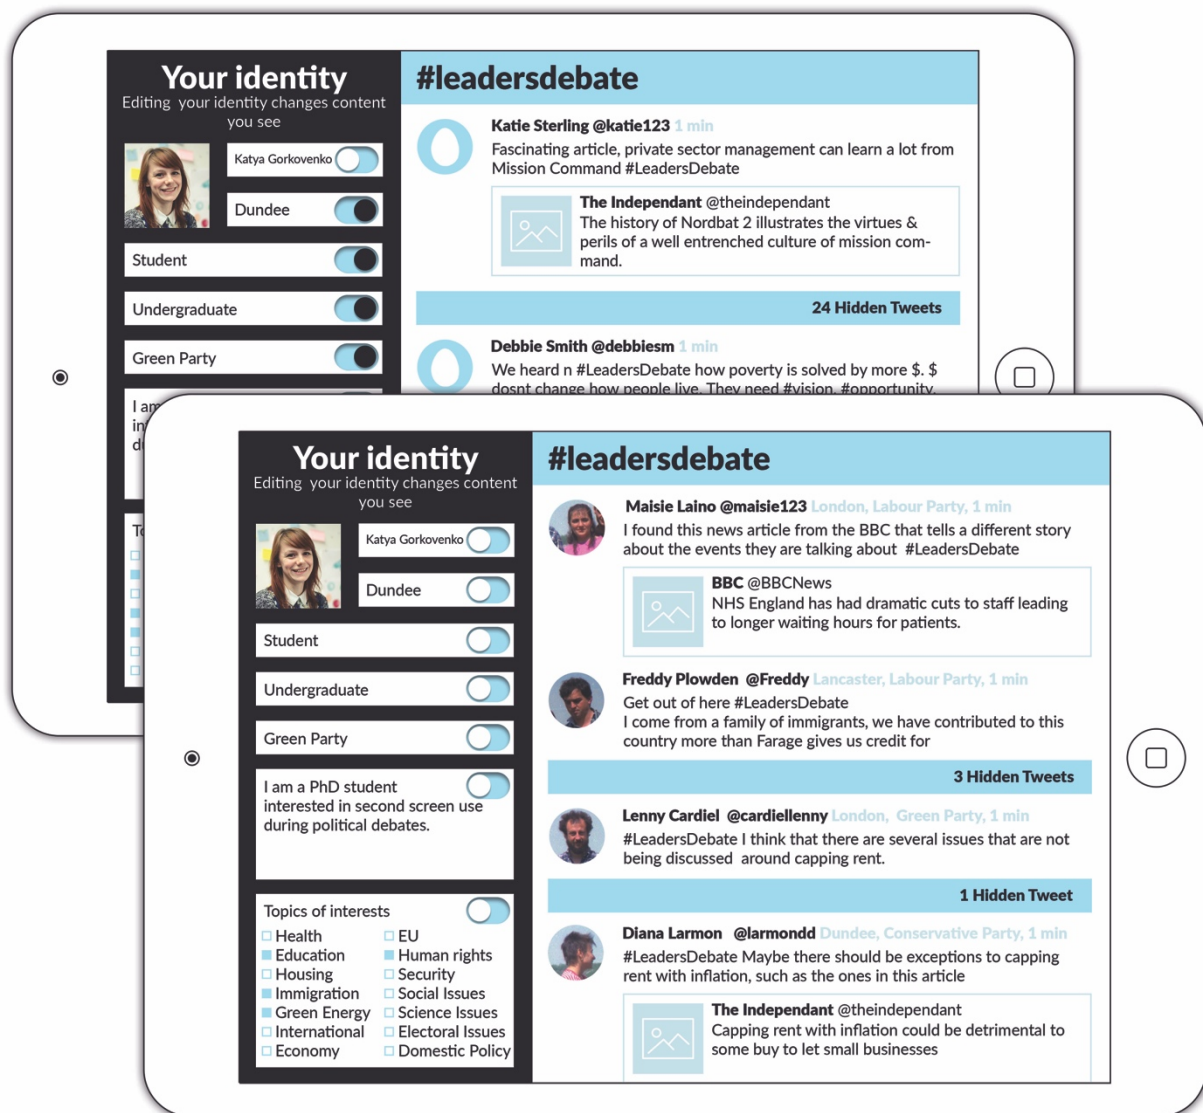 Your identity
Editing  your identity changes content
you see
Katya Gorkovenko
Dundee
Student
Undergraduate
Green Party
#leadersdebate
Katie Sterling @katie123 1 min
Fascinating article, private sector management can learn a lot from
Mission Command #LeadersDebate
The Independant @theindependant
The history of Nordbat 2 illustrates the virtues &
perils of a well entrenched culture of mission com-
mand.
24 Hidden Tweets
Debbie Smith @debbiesm 1 min
We heard n #LeadersDebate how poverty is solved by more $. $
dosnt change how people live. They need #vision, #opportunity,
Your identity
Editing  your identity changes content
you see
Katya Gorkovenko
Dundee
Student
Undergraduate
Green Party
I am a PhD student
interested in second screen use
during political debates.
Topics of interests
Health
Education
Housing
Immigration
Green Energy
International
Economy
EU
Human rights
Security
Social Issues
Science Issues
Electoral Issues
Domestic Policy
#leadersdebate
Maisie Laino @maisie123 London, Labour Party, 1 min
I found this news article from the BBC that tells a different story
about the events they are talking about  #LeadersDebate
BBC @BBCNews
NHS England has had dramatic cuts to staff leading
to longer waiting hours for patients.
Freddy Plowden  @Freddy Lancaster, Labour Party, 1 min
Get out of here #LeadersDebate
I come from a family of immigrants, we have contributed to this
country more than Farage gives us credit for
3 Hidden Tweets
Lenny Cardiel  @cardiellenny London,  Green Party, 1 min
#LeadersDebate I think that there are several issues that are not
being discussed  around capping rent.
1 Hidden Tweet
Diana Larmon   @larmondd Dundee, Conservative Party, 1 min
#LeadersDebate Maybe there should be exceptions to capping
rent with inflation, such as the ones in this article
The Independant @theindependant
Capping rent with inflation could be detrimental to
some buy to let small businesses